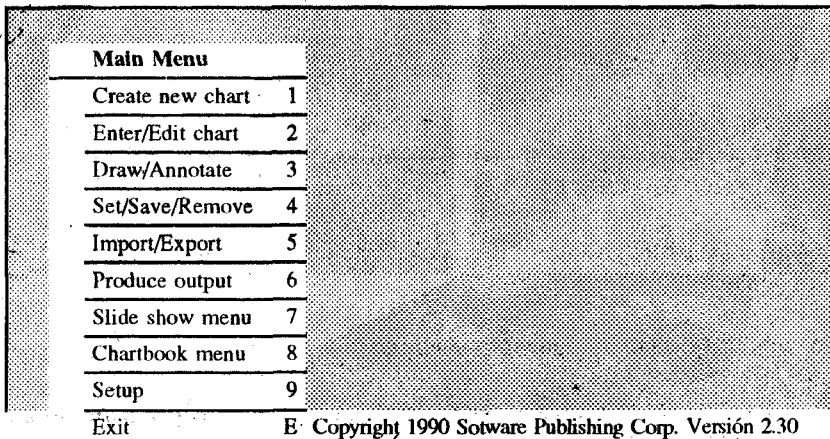 Main Menu
Create new chart 1
Enter/Edit chart 2
Draw/Annotate 3
Set/Save/Remove 4
Import/Export 5
Produce output 6
Slide show menu 7
Chartbook menu 8
Setup 9
Exit E Copyright 1990 Sotware Publishing Corp. Versión 2.30